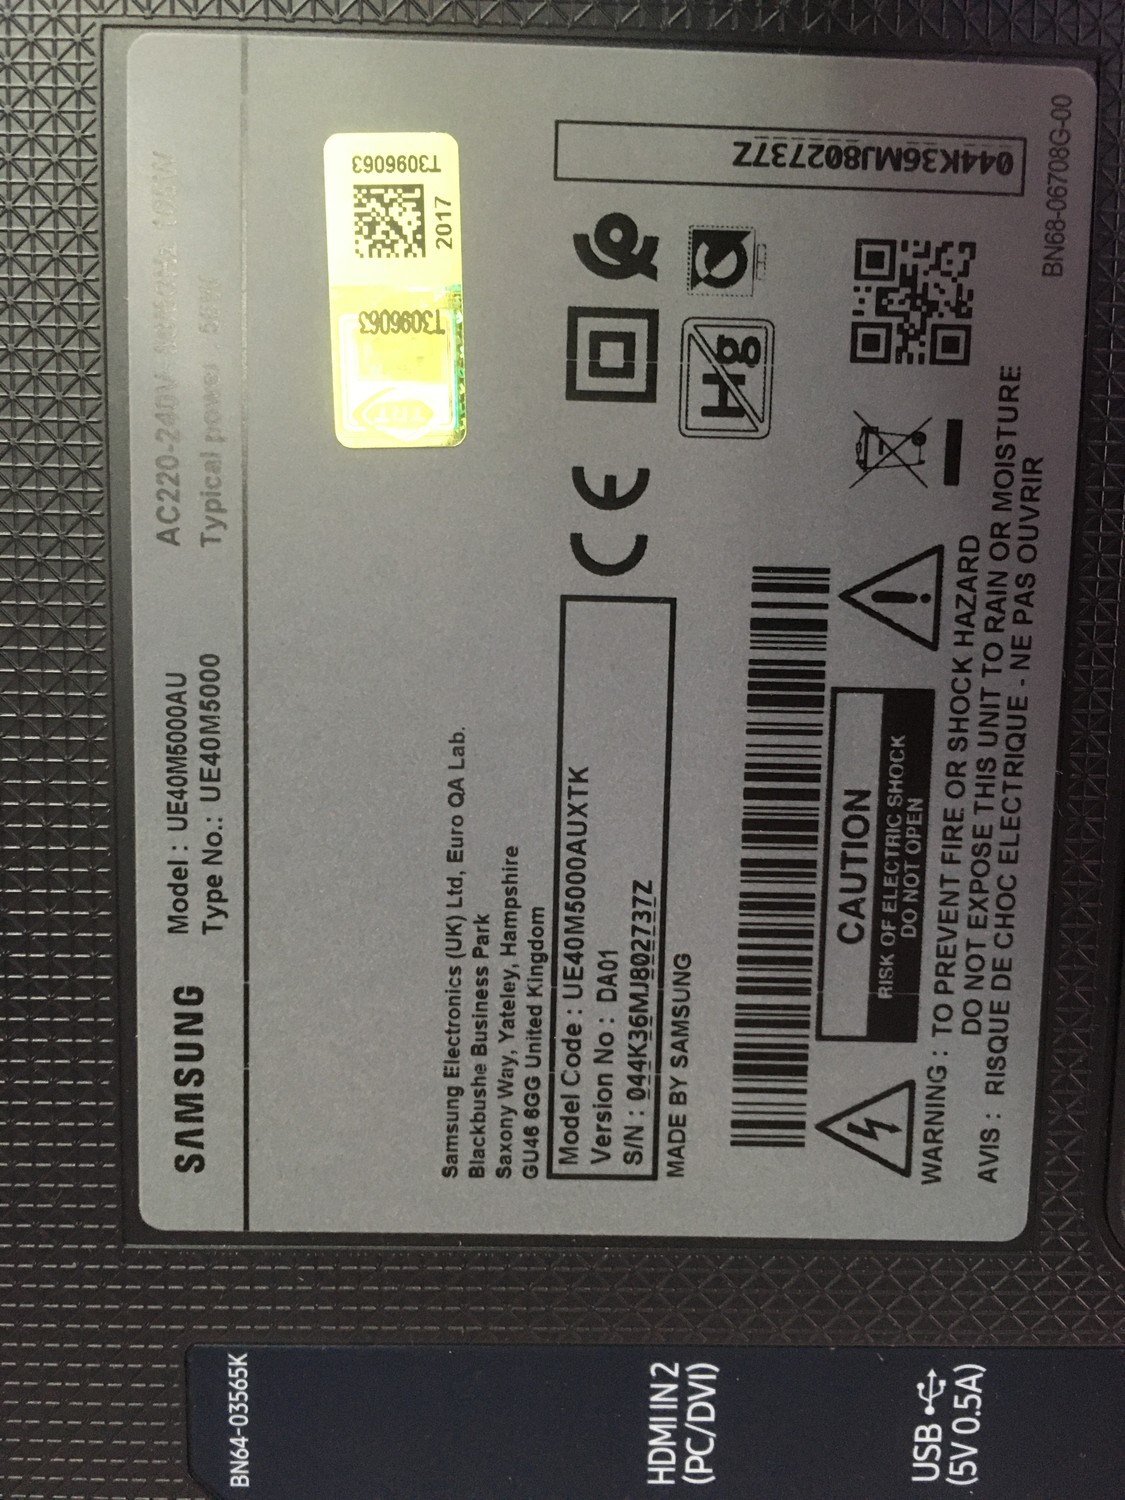 SAMSUNG
Model : UE40M5000AU
Type No.: UE40M5000
AC220-240V~
Typical power
T3096063
2017
T3096063
Samsung Electronics (UK) Ltd, Euro QA Lab.
Blackbushe Business Park
Saxony Way, Yateley, Hampshire
GU46 6GG United Kingdom
Model Code : UE40M5000AUXTK
Version No : DA01
S/N : 044K36MJ802737Z
MADE BY SAMSUNG
CE
Hg
044K36MJ802737Z
CAUTION
RISK OF ELECTRIC SHOCK
DO NOT OPEN
WARNING : TO PREVENT FIRE OR SHOCK HAZARD
DO NOT EXPOSE THIS UNIT TO RAIN OR MOISTURE
AVIS : RISQUE DE CHOC ELECTRIQUE - NE PAS OUVRIR
BN68-06708G-00
BN64-03565K
HDMI IN 2
(PC/DVI)
USB
(5V 0.5A)